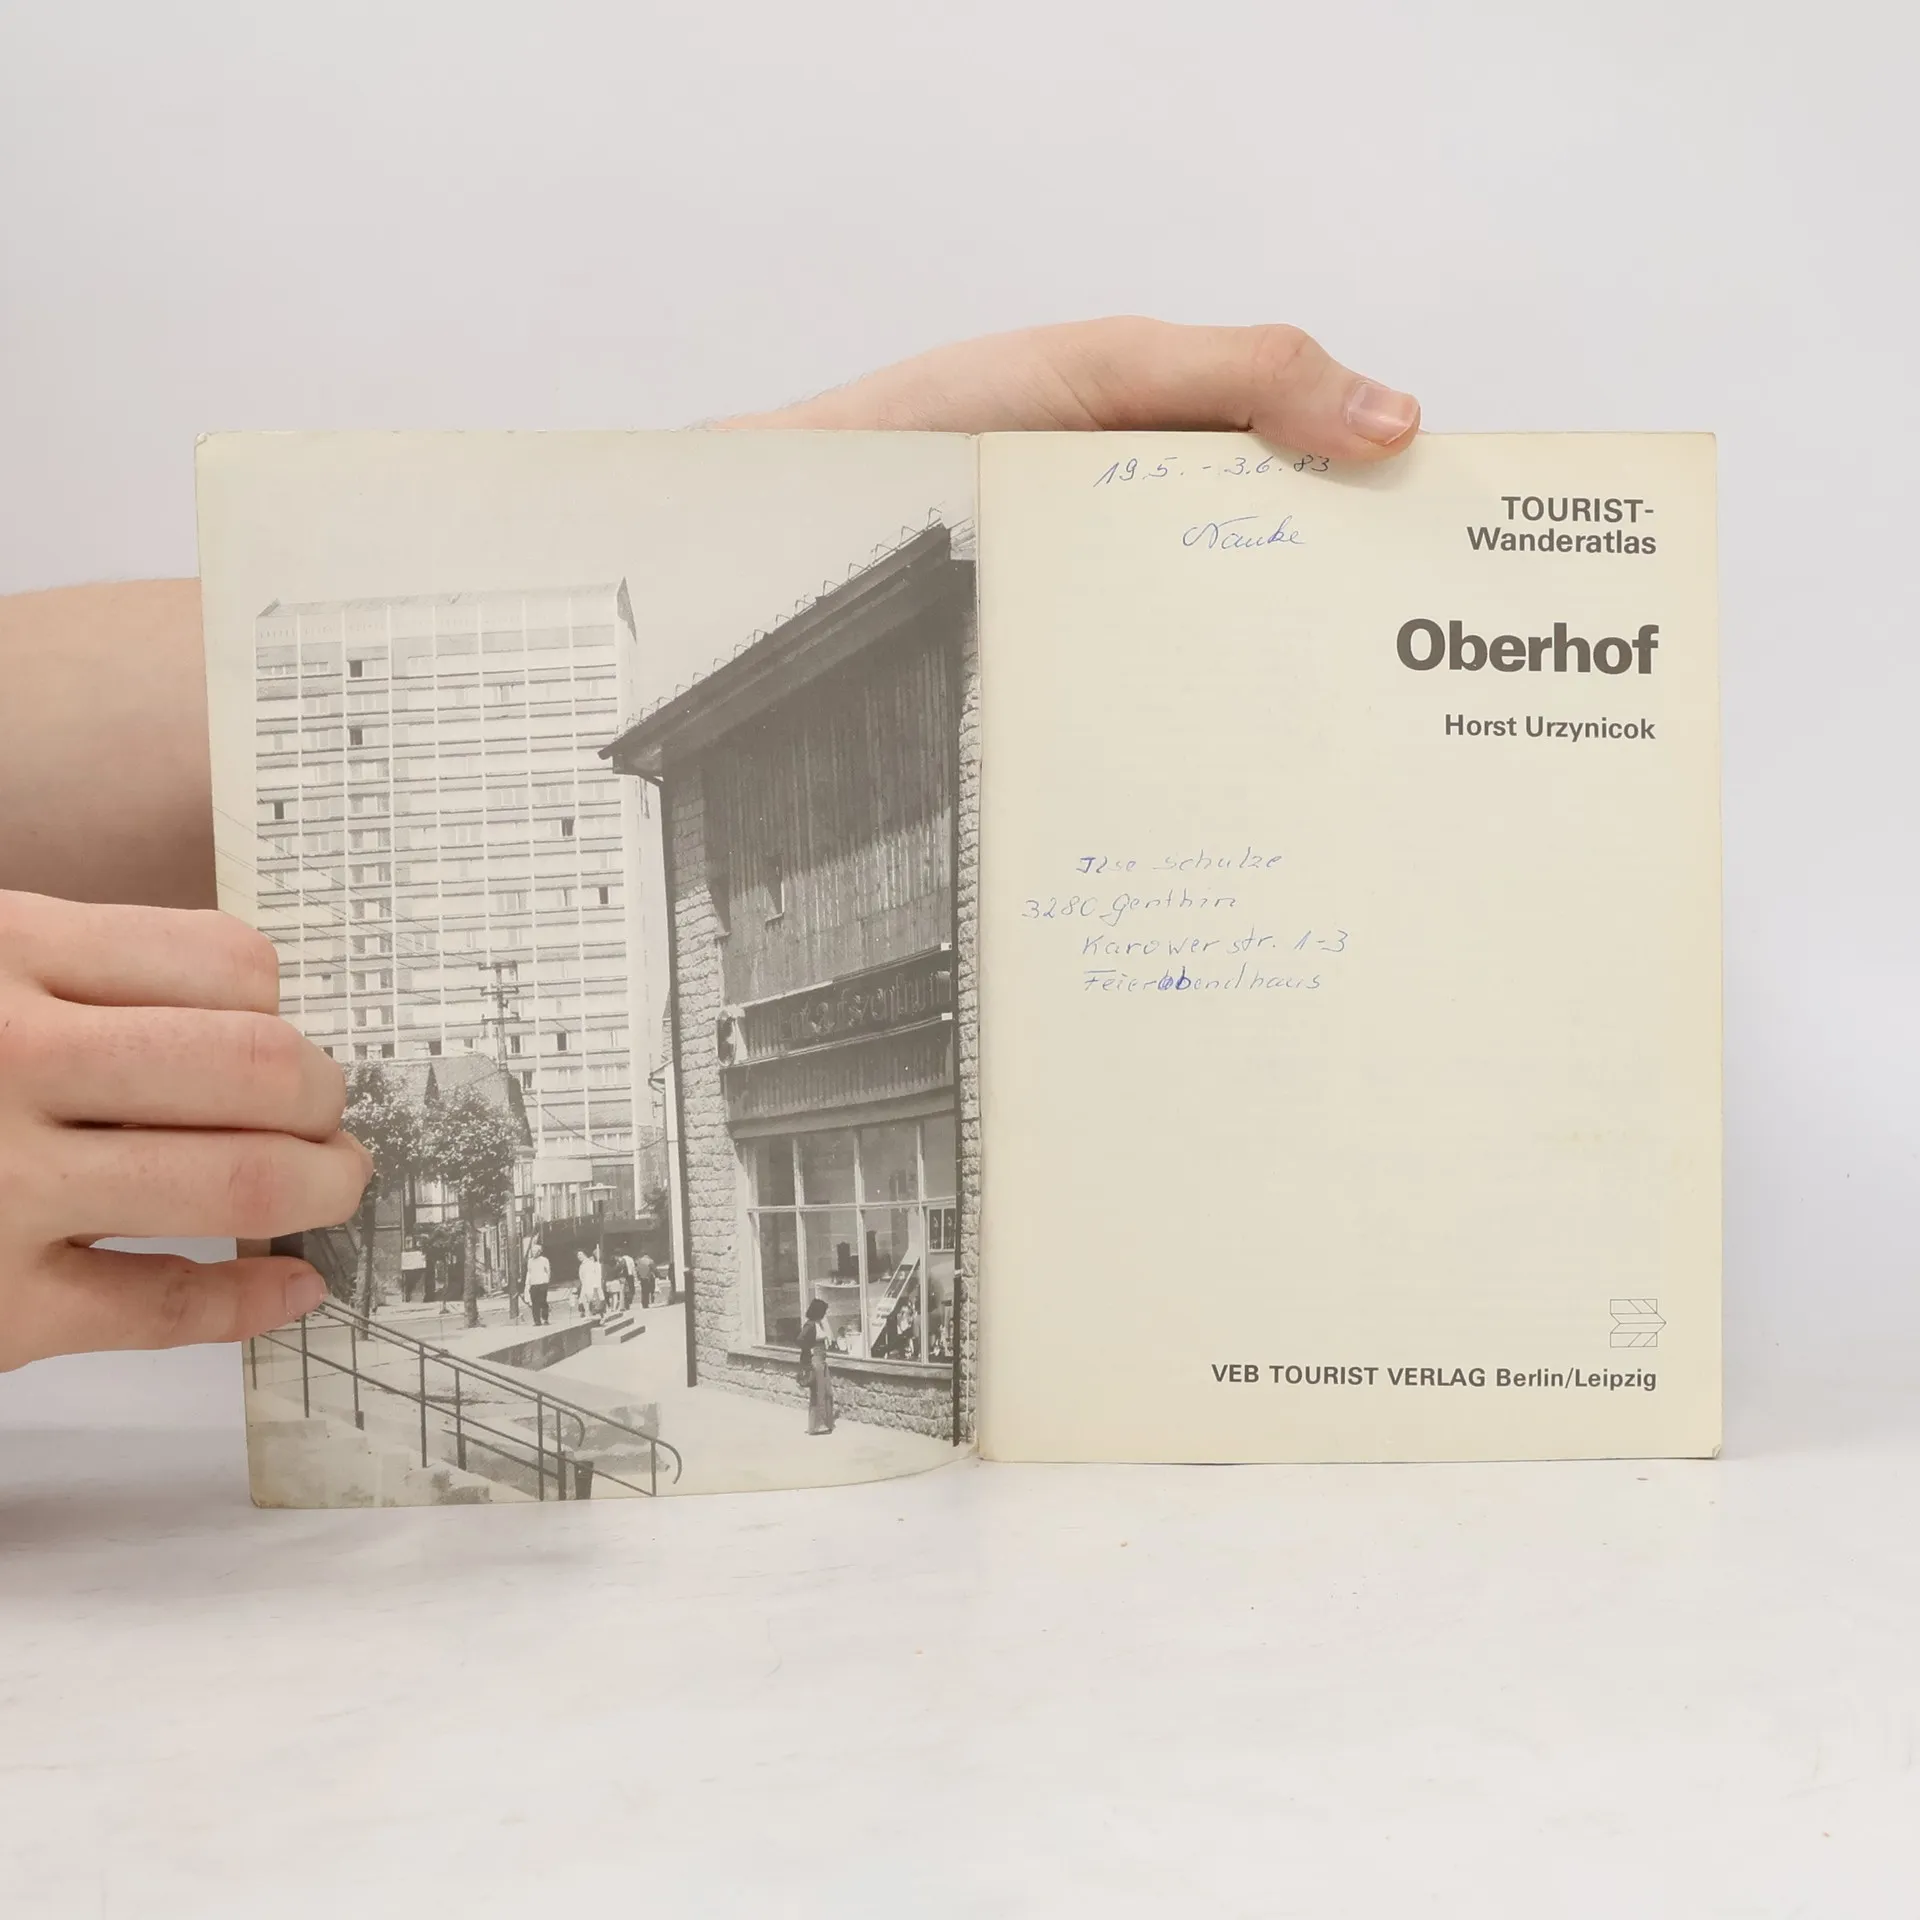 19.5. - 3.6. 83
TOURIST-
Wanderatlas
Oberhof
Horst Urzynicok
Ilse Schulze
3280 Genthin
Karower str. 1-3
Feierabendhaus
VEB TOURIST VERLAG Berlin/Leipzig